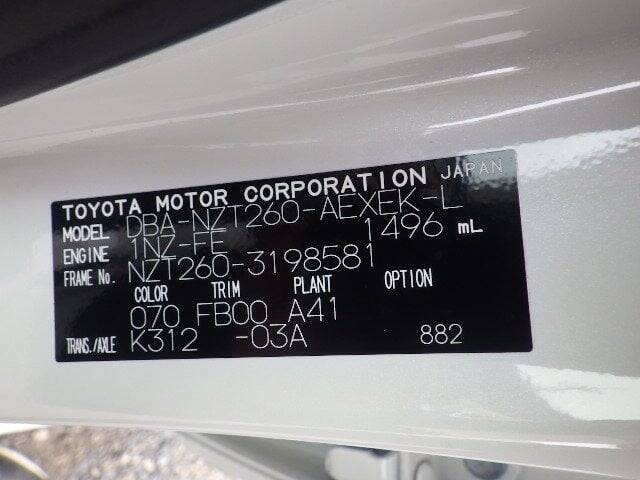 TOYOTA MOTOR CORPORATION JAPAN
MODEL DBA-NZT260-AEXEK-L
ENGINE 1NZ-FE 1496 mL
FRAME No. NZT260-3198581
COLOR TRIM PLANT OPTION
070 FB00 A41
TRANS./AXLE K312 -03A 882